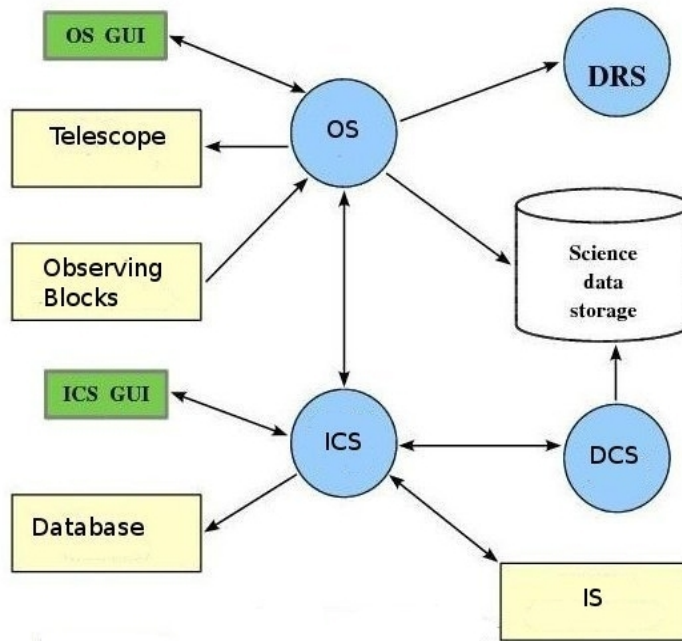 OS GUI
DRS
OS
Telescope
Observing
Blocks
Science
data
storage
ICS GUI
ICS
DCS
Database
IS